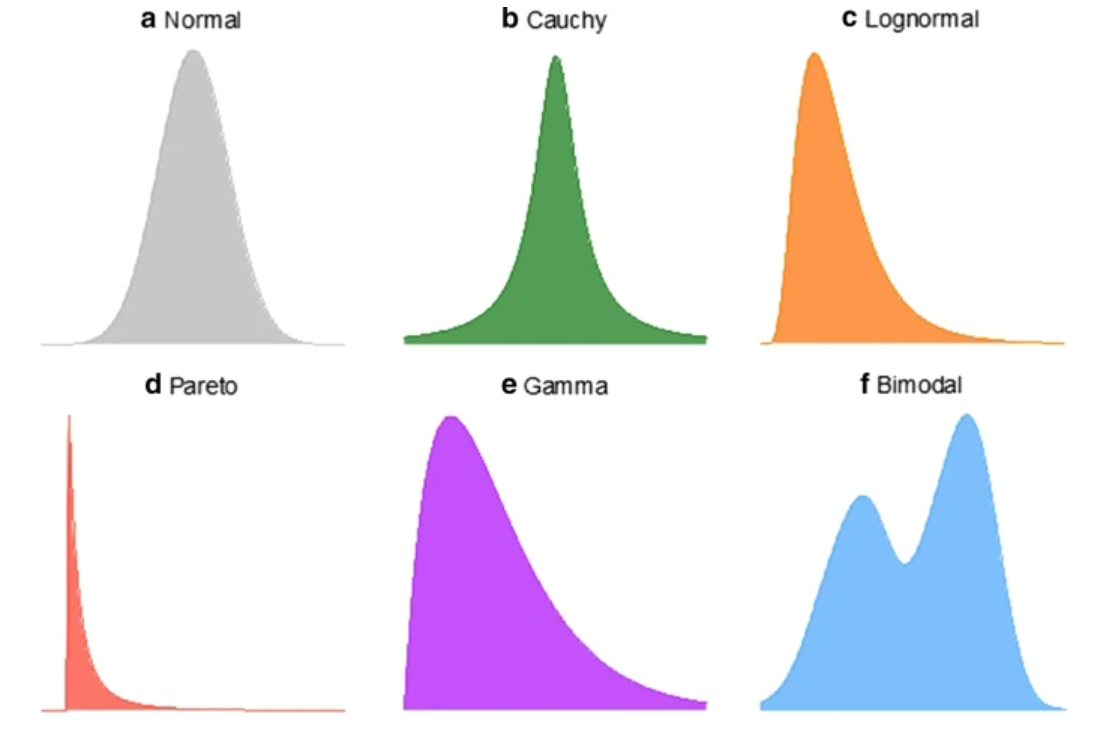 a Normal
b Cauchy
c Lognormal
d Pareto
e Gamma
f Bimodal